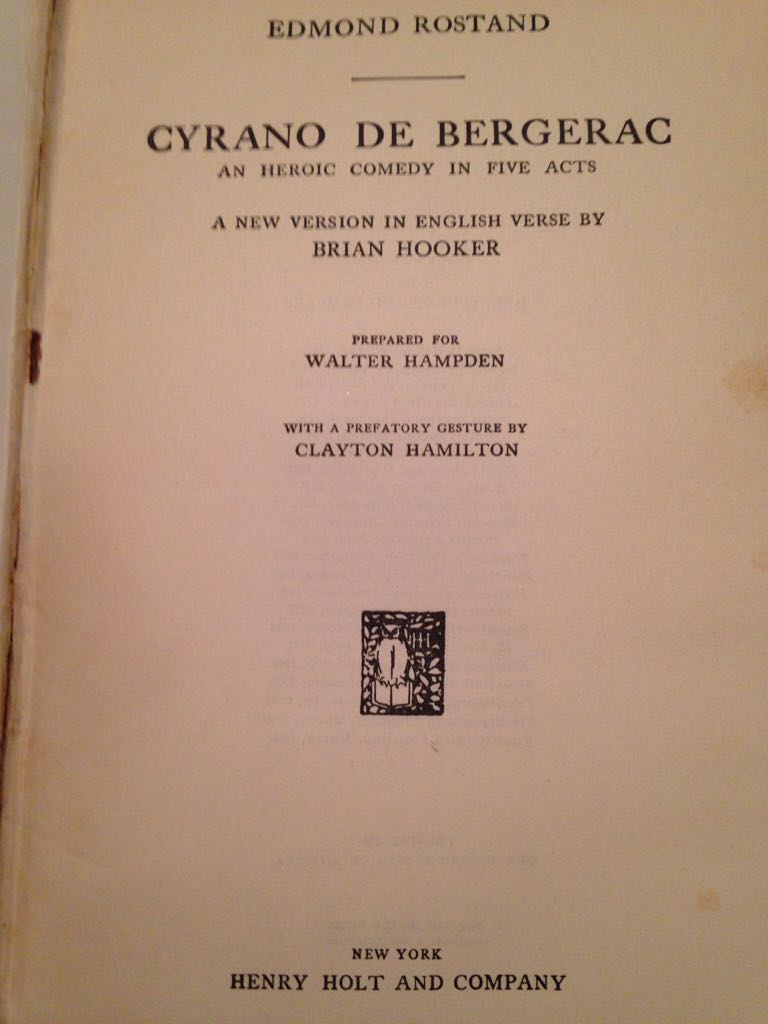 EDMOND ROSTAND
CYRANO DE BERGERAC
AN HEROIC COMEDY IN FIVE ACTS
A NEW VERSION IN ENGLISH VERSE BY
BRIAN HOOKER
PREPARED FOR
WALTER HAMPDEN
WITH A PREFATORY GESTURE BY
CLAYTON HAMILTON
NEW YORK
HENRY HOLT AND COMPANY